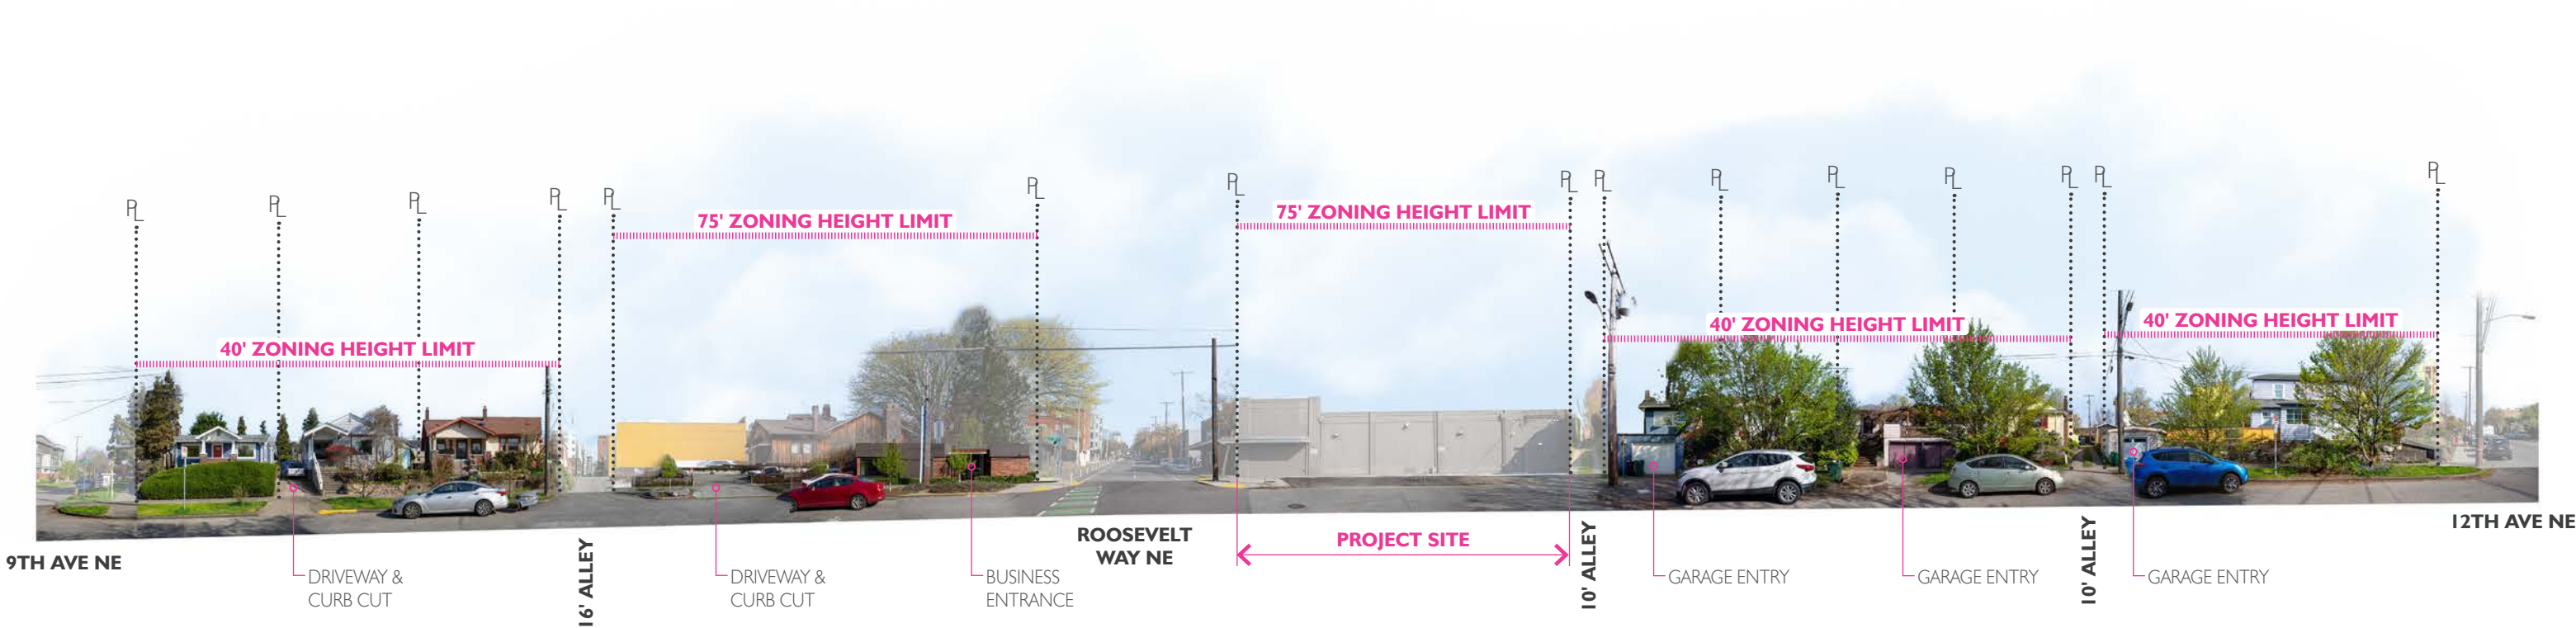 PL PL PL PL PL PL PL PL PL PL PL PL PL PL PL
75' ZONING HEIGHT LIMIT
75' ZONING HEIGHT LIMIT
40' ZONING HEIGHT LIMIT
40' ZONING HEIGHT LIMIT
40' ZONING HEIGHT LIMIT
9TH AVE NE
DRIVEWAY &
CURB CUT
16' ALLEY
DRIVEWAY &
CURB CUT
BUSINESS
ENTRANCE
ROOSEVELT
WAY NE
PROJECT SITE
10' ALLEY
GARAGE ENTRY
GARAGE ENTRY
10' ALLEY
GARAGE ENTRY
12TH AVE NE